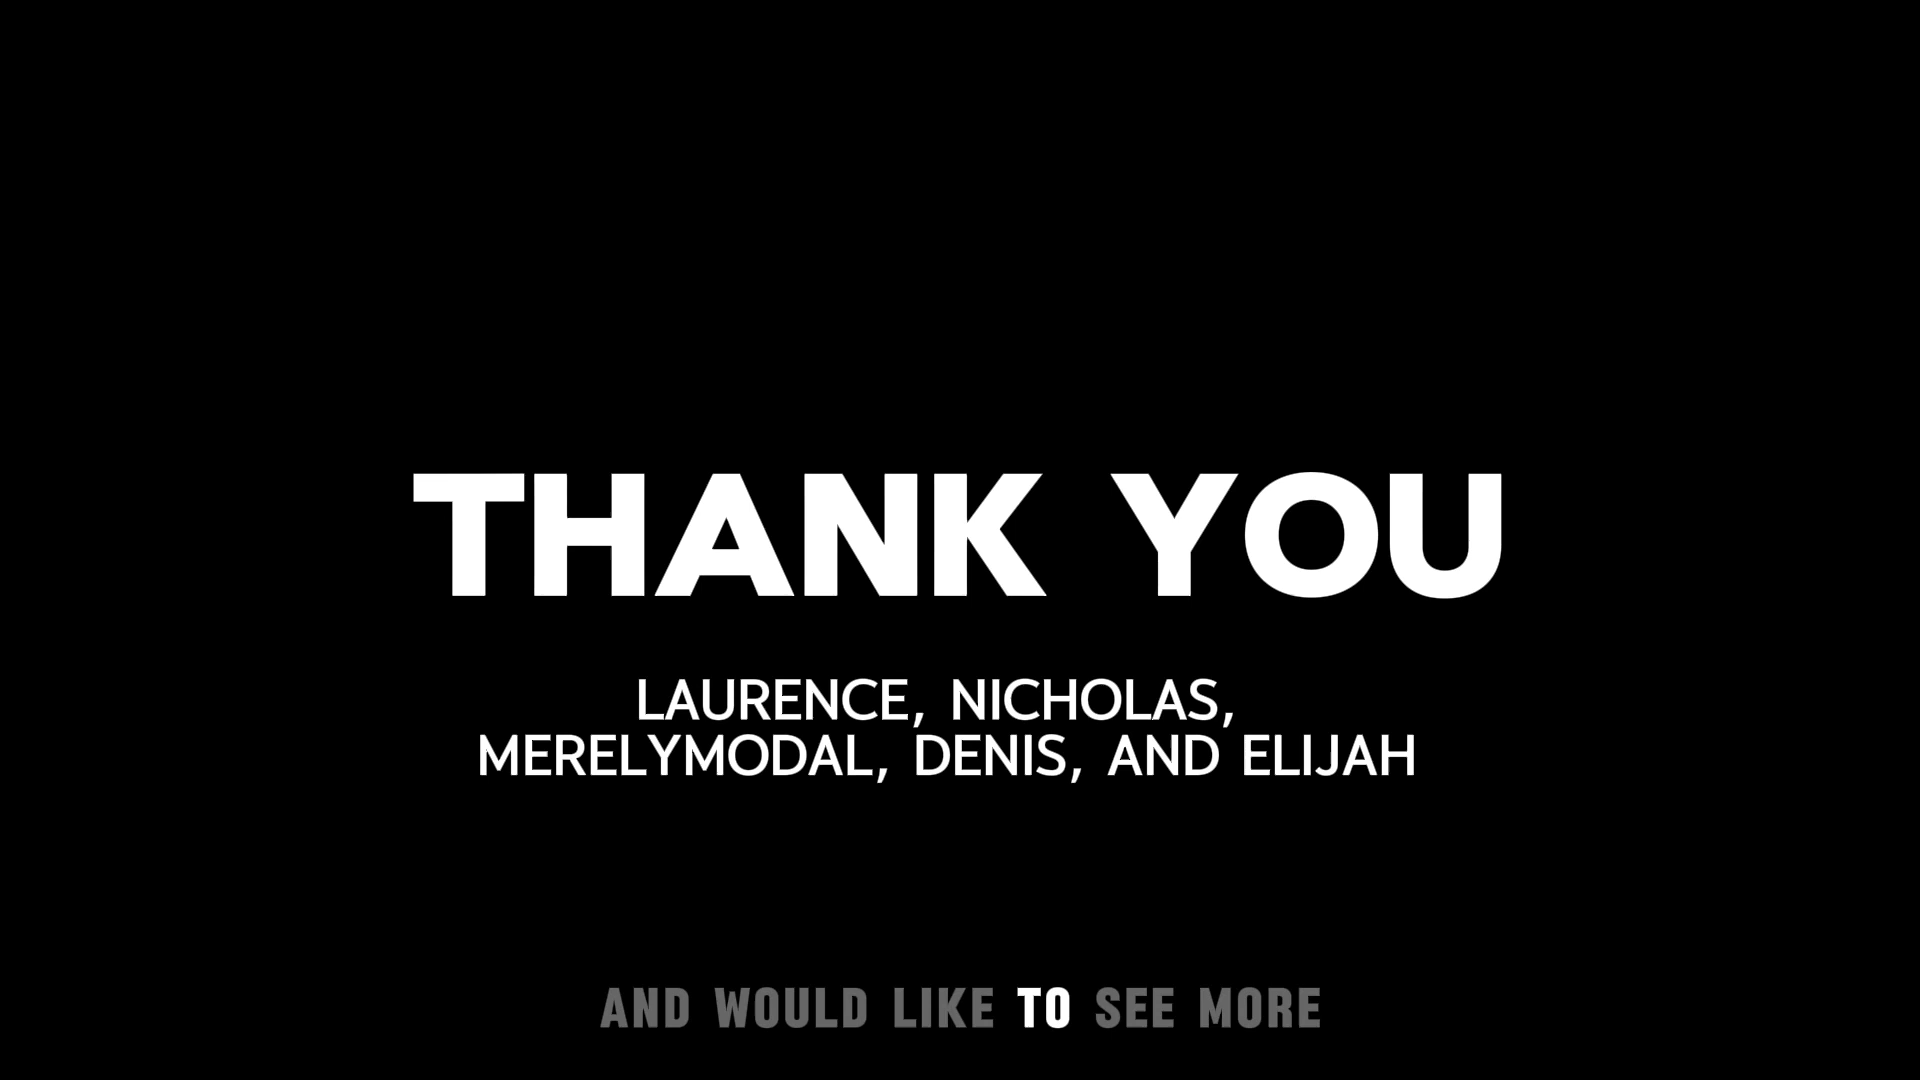 THANK YOU
LAURENCE, NICHOLAS,
MERELYMODAL, DENIS, AND ELIJAH
AND WOULD LIKE TO SEE MORE